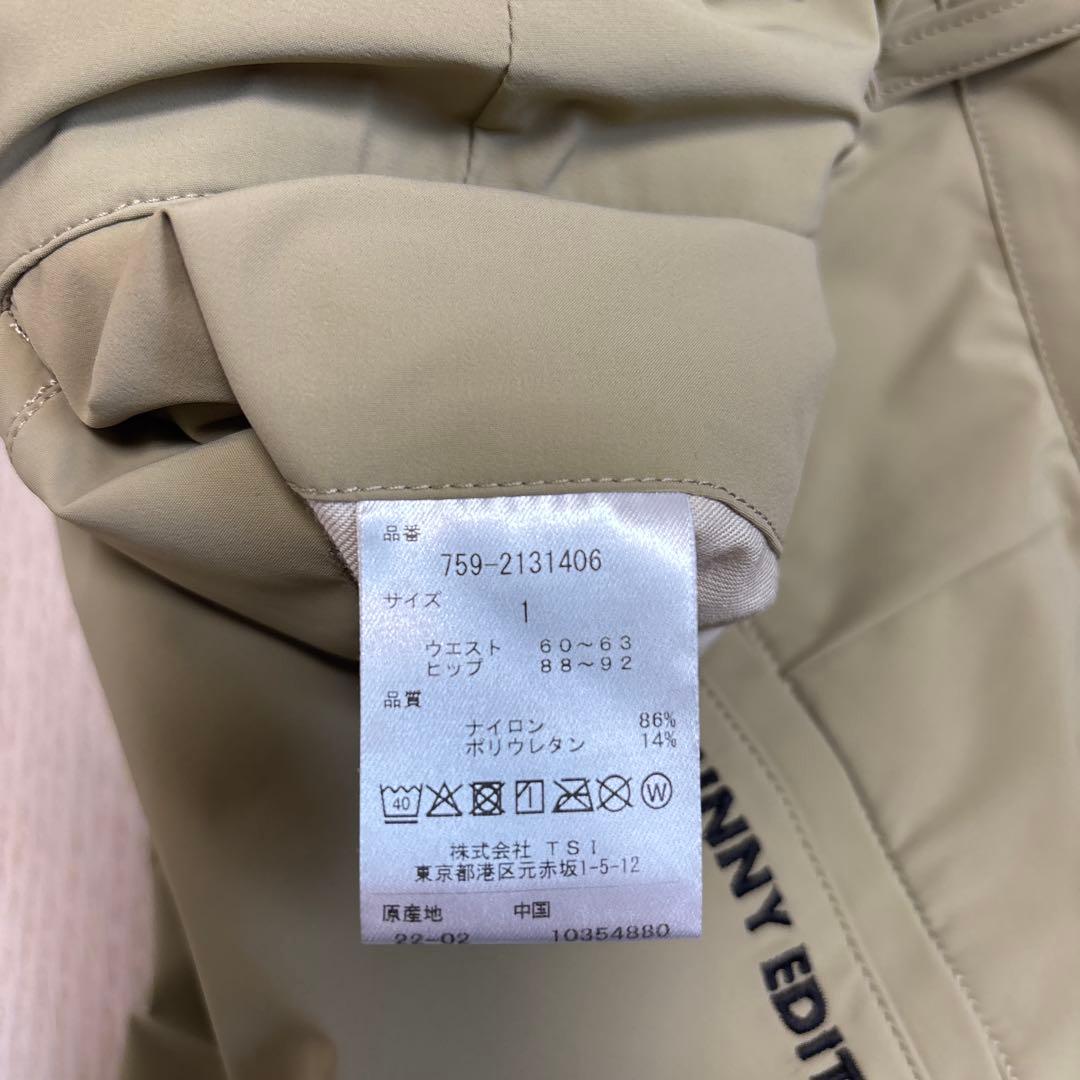 品番
759-2131406
サイズ
1
ウエスト 60～63
ヒップ 88～92
品質
ナイロン 86%
ポリウレタン 14%
40 1 W
株式会社 TSI
東京都港区元赤坂1-5-12
原産地 中国
22-02 10354880
NNY EDIT